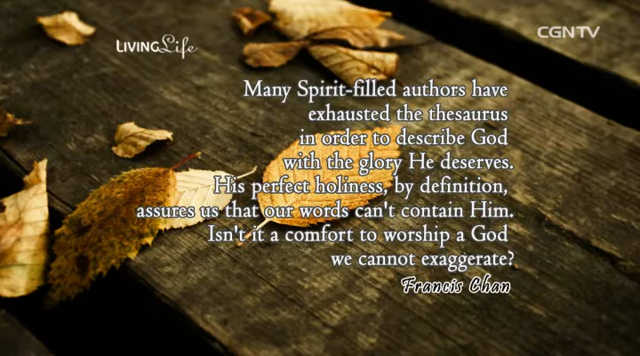 LIVING Life
CGNTV
Many Spirit-filled authors have
exhausted the thesaurus
in order to describe God
with the glory He deserves.
His perfect holiness, by definition,
assures us that our words can't contain Him.
Isn't it a comfort to worship a God
we cannot exaggerate?
Francis Chan